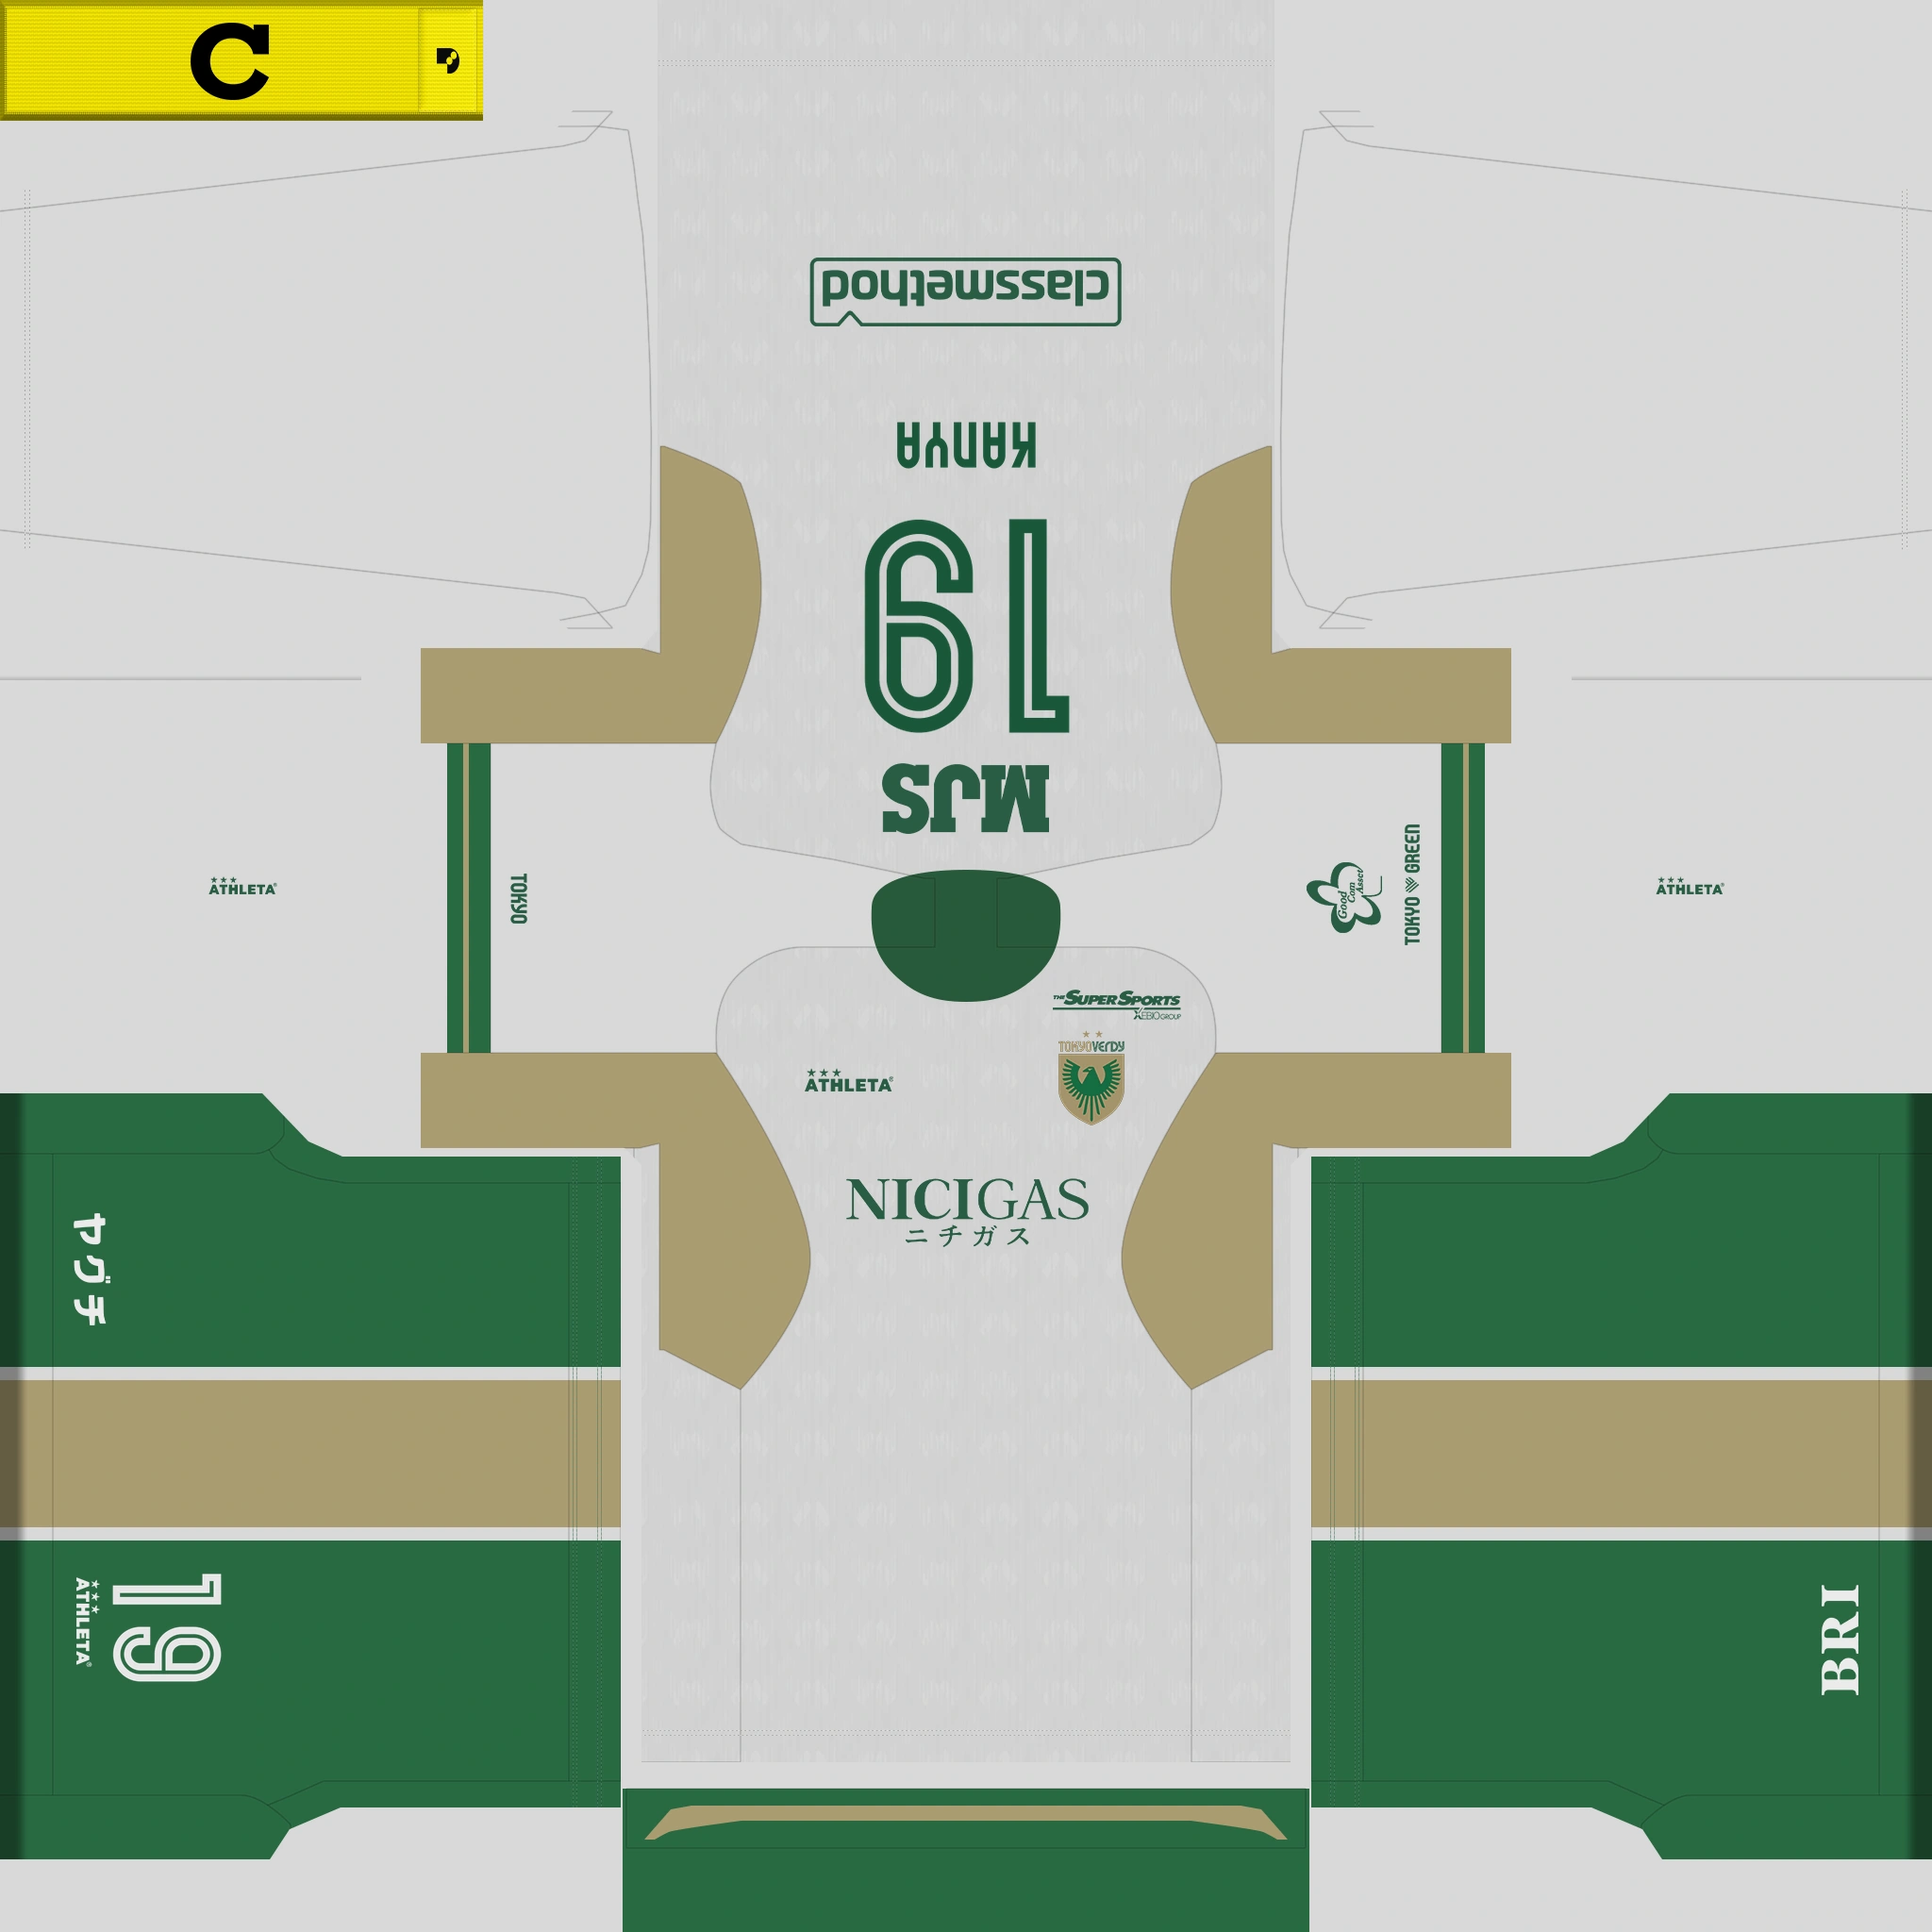 C
classmethod
KANYA
19
MJS
ATHLETA
TOKYO
Good
Com
Asset
TOKYO GREEN
ATHLETA
THE SUPER SPORTS
XEBIO GROUP
TOKYO VERDY
ATHLETA
NICIGAS
ニチガス
ヤグチ
19
ATHLETA
BRI